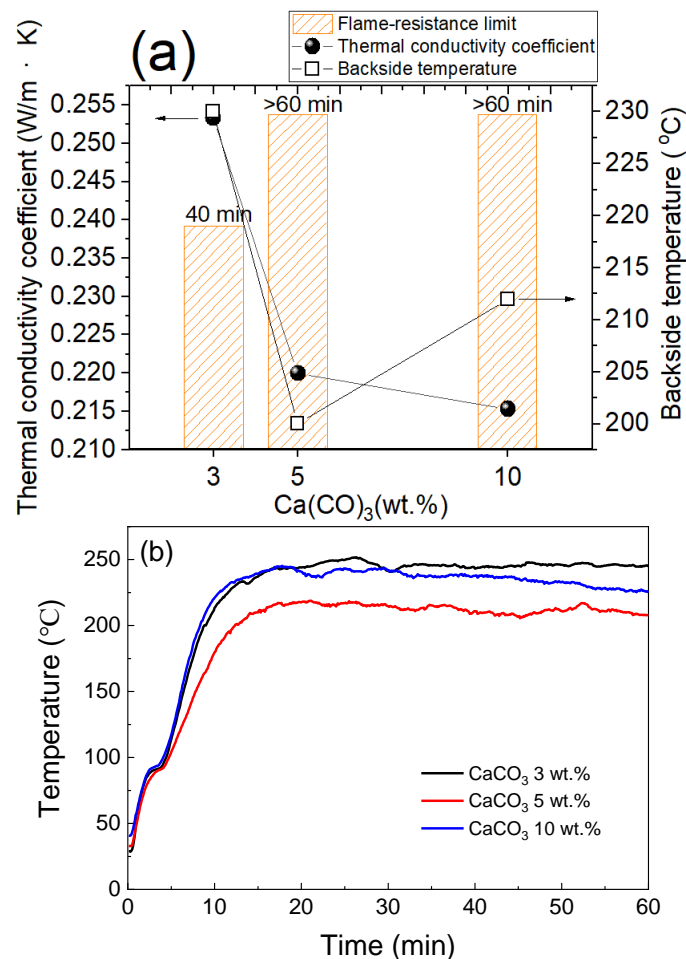 (a)
Flame-resistance limit
Thermal conductivity coefficient
Backside temperature
Thermal conductivity coefficient (W/m · K)
0.255
0.250
0.245
0.240
0.235
0.230
0.225
0.220
0.215
0.210
40 min
>60 min
>60 min
230
225
220
215
210
205
200
Backside temperature ( °C)
3
5
10
Ca(CO)₃(wt.%)
(b)
Temperature (℃)
250
200
150
100
50
0
CaCO₃ 3 wt.%
CaCO₃ 5 wt.%
CaCO₃ 10 wt.%
0
10
20
30
40
50
60
Time (min)